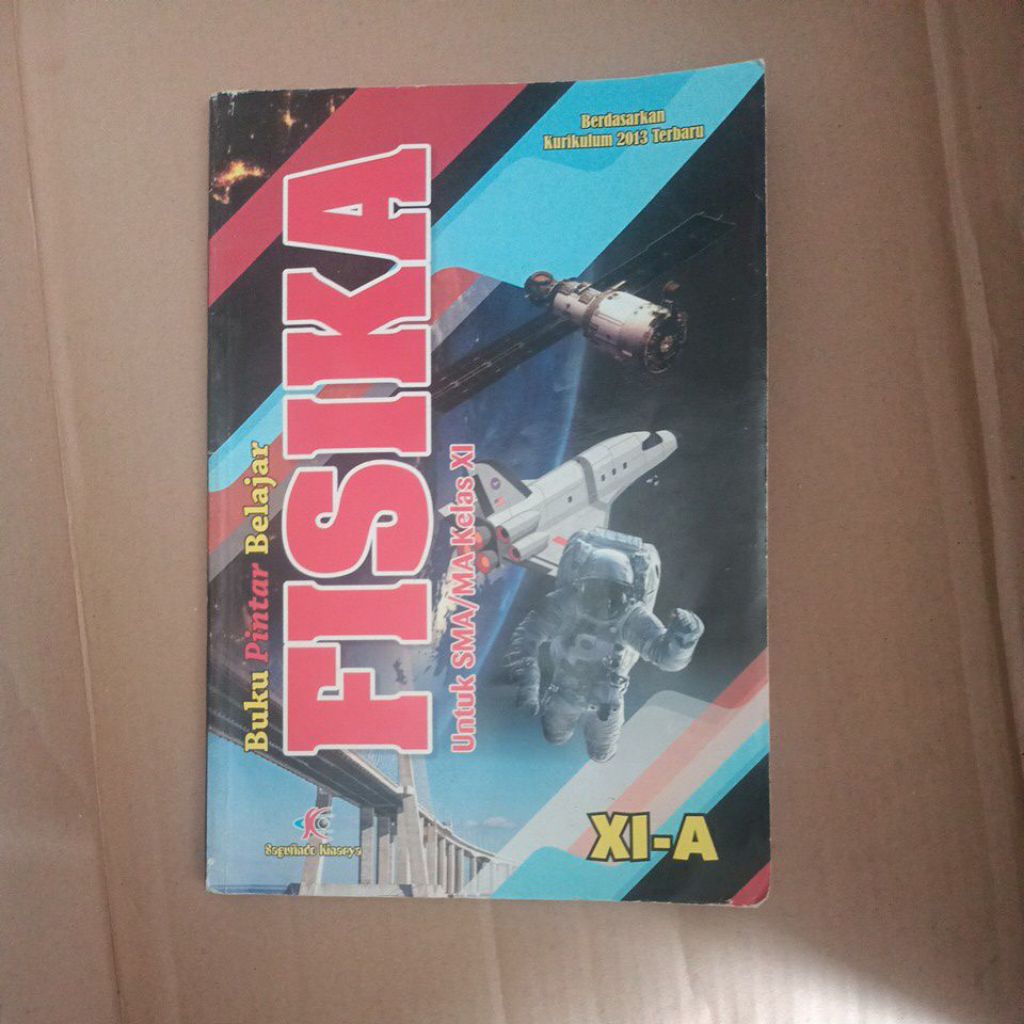 Berdasarkan
Kurikulum 2013 Terbaru
Buku Pintar Belajar
FISIKA
Untuk SMA/MA Kelas XI
XI-A